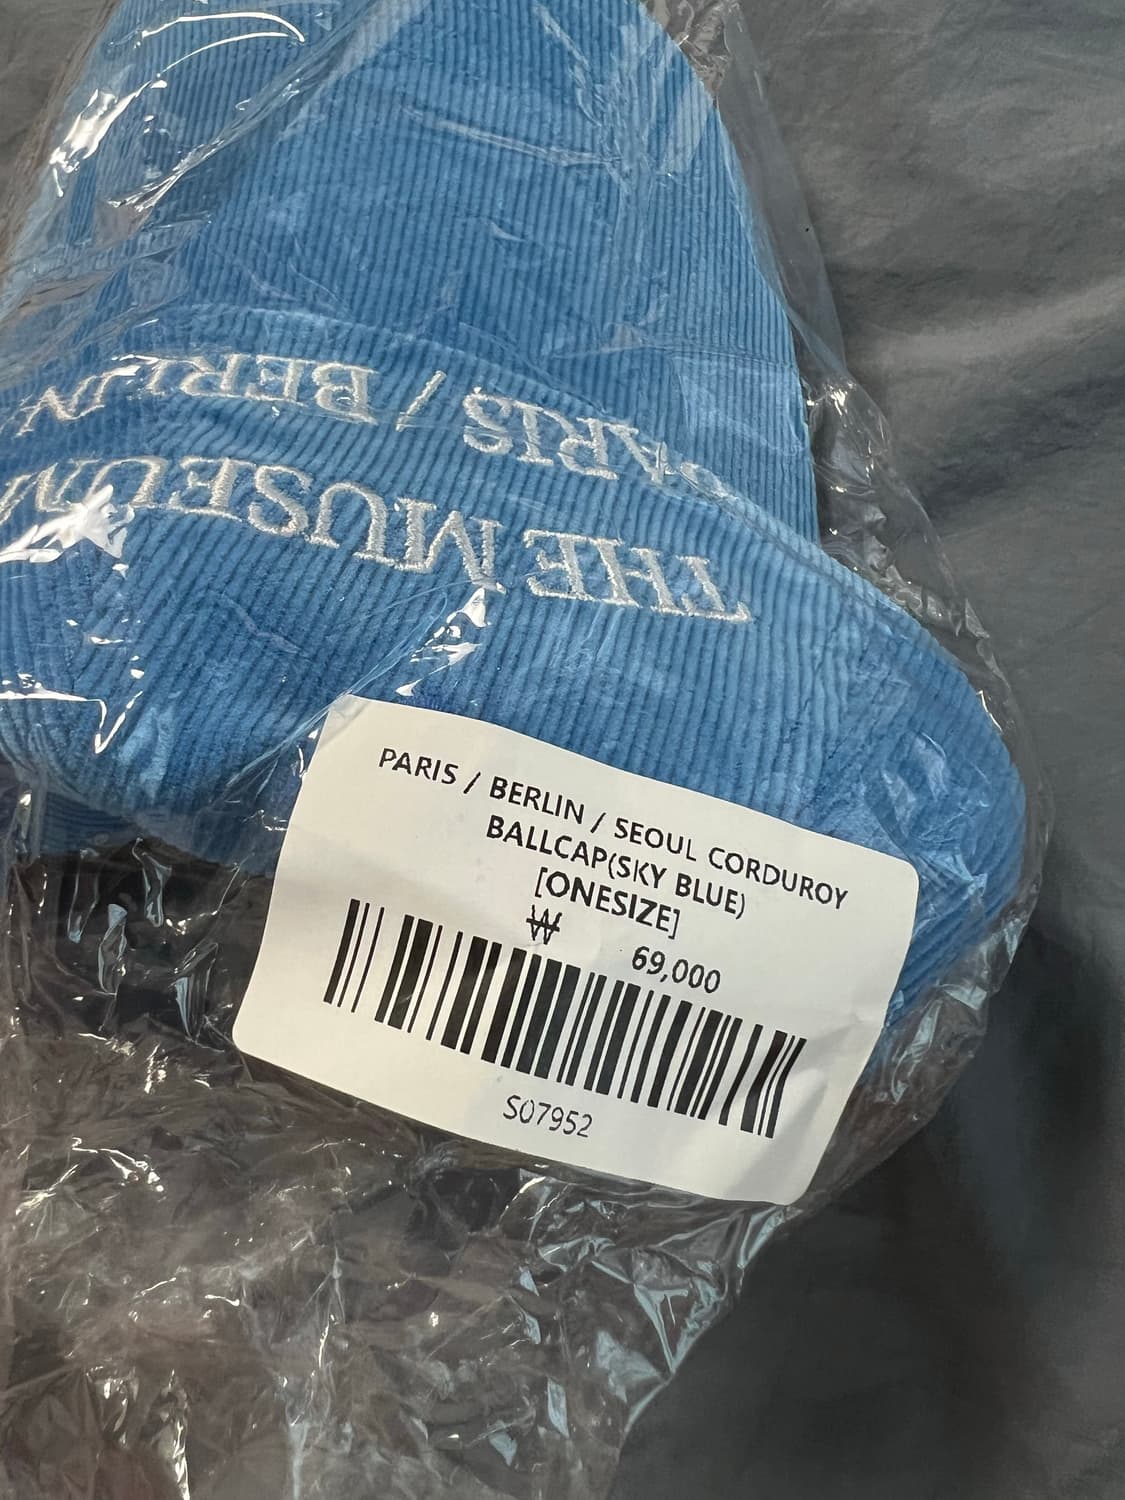 THE MUSEUM
PARIS / BERLIN
PARIS / BERLIN / SEOUL CORDUROY
BALLCAP(SKY BLUE)
[ONESIZE]
₩ 69,000
S07952